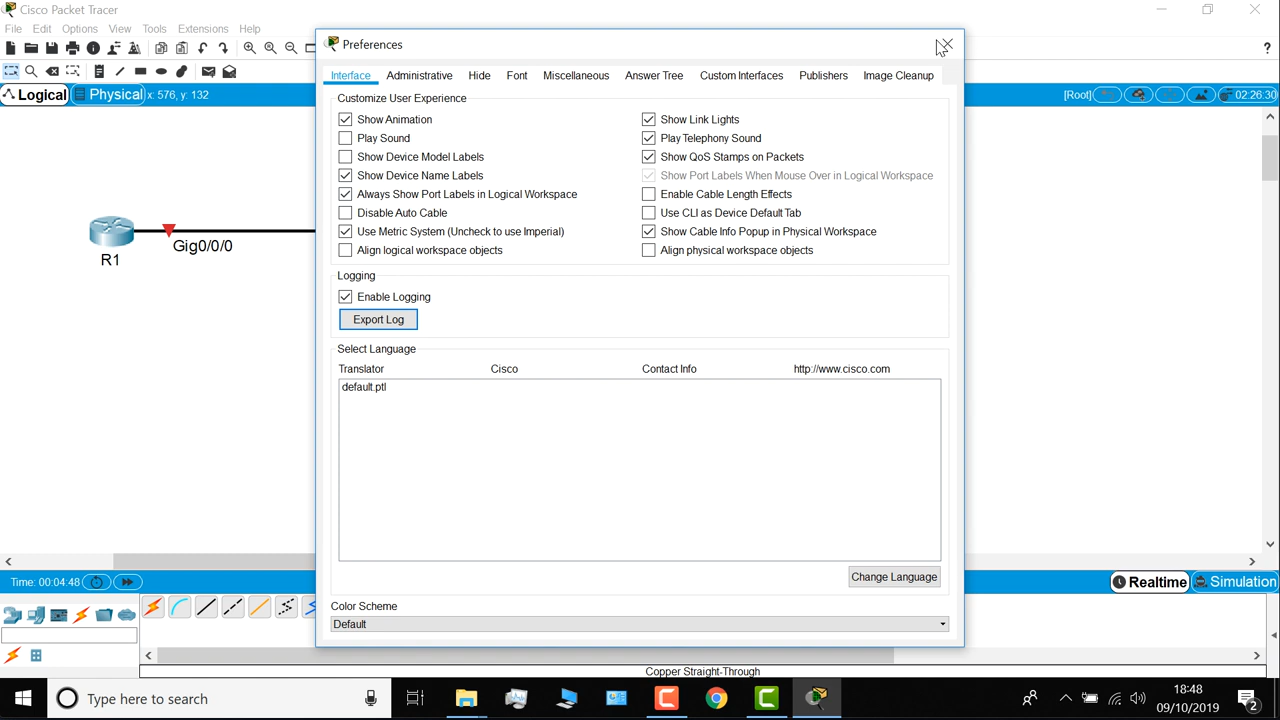 Cisco Packet Tracer
File Edit Options View Tools Extensions Help
Logical Physical x: 576, y: 132
[Root] 02:26:30
R1
Gig0/0/0
Preferences
Interface Administrative Hide Font Miscellaneous Answer Tree Custom Interfaces Publishers Image Cleanup
Customize User Experience
Show Animation Show Link Lights
Play Sound Play Telephony Sound
Show Device Model Labels Show QoS Stamps on Packets
Show Device Name Labels Show Port Labels When Mouse Over in Logical Workspace
Always Show Port Labels in Logical Workspace Enable Cable Length Effects
Disable Auto Cable Use CLI as Device Default Tab
Use Metric System (Uncheck to use Imperial) Show Cable Info Popup in Physical Workspace
Align logical workspace objects Align physical workspace objects
Logging
Enable Logging
Export Log
Select Language
Translator Cisco Contact Info http://www.cisco.com
default.ptl
Change Language
Color Scheme
Default
Time: 00:04:48 Realtime Simulation
Copper Straight-Through
Type here to search
18:48
09/10/2019
2